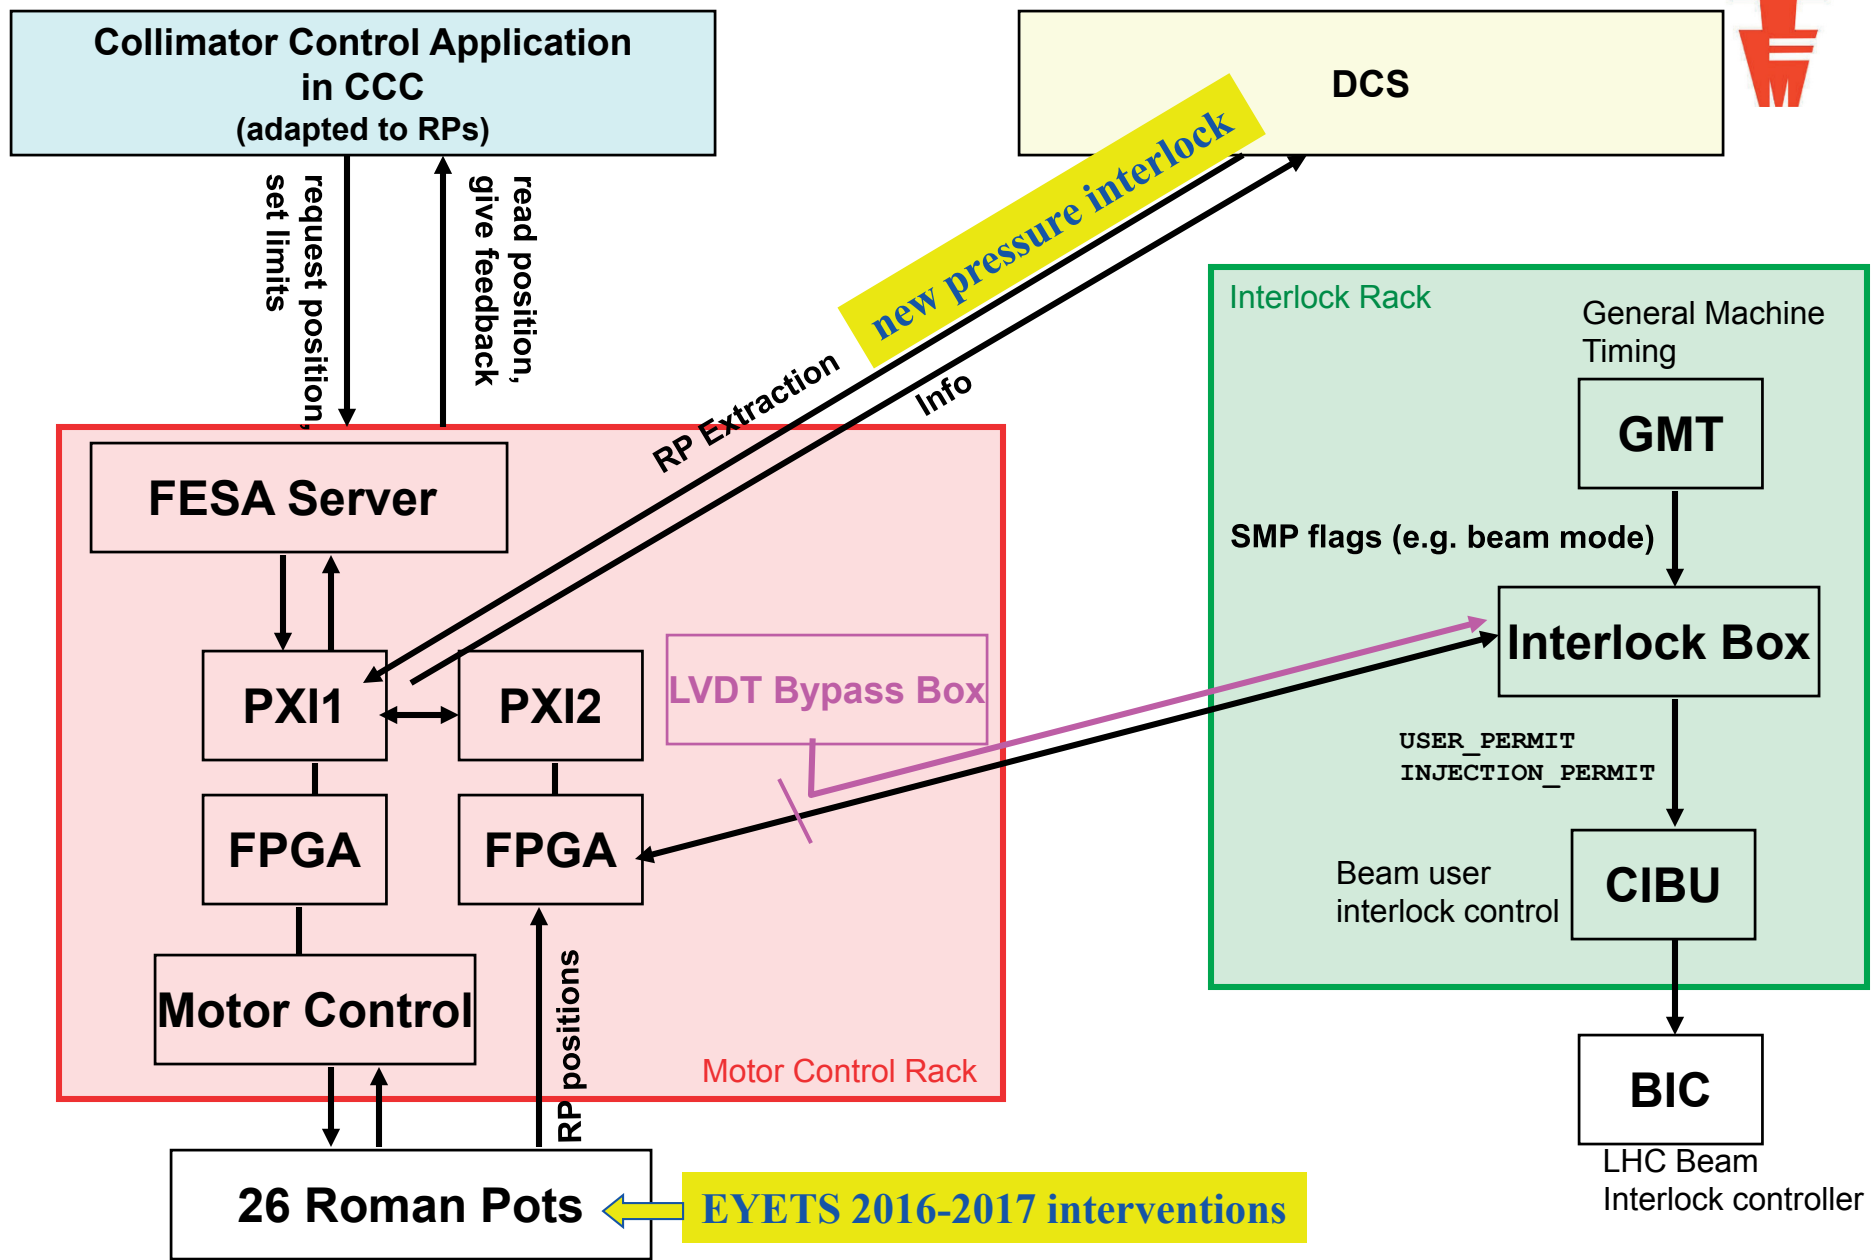 Collimator Control Application
in CCC
(adapted to RPs)
DCS
request position,
set limits
read position,
give feedback
new pressure interlock
RP Extraction
Info
Interlock Rack
General Machine
Timing
GMT
SMP flags (e.g. beam mode)
Interlock Box
USER_PERMIT
INJECTION_PERMIT
Beam user
interlock control
CIBU
BIC
LHC Beam
Interlock controller
FESA Server
PXI1
PXI2
LVDT Bypass Box
FPGA
FPGA
Motor Control
RP positions
Motor Control Rack
26 Roman Pots
EYETS 2016-2017 interventions